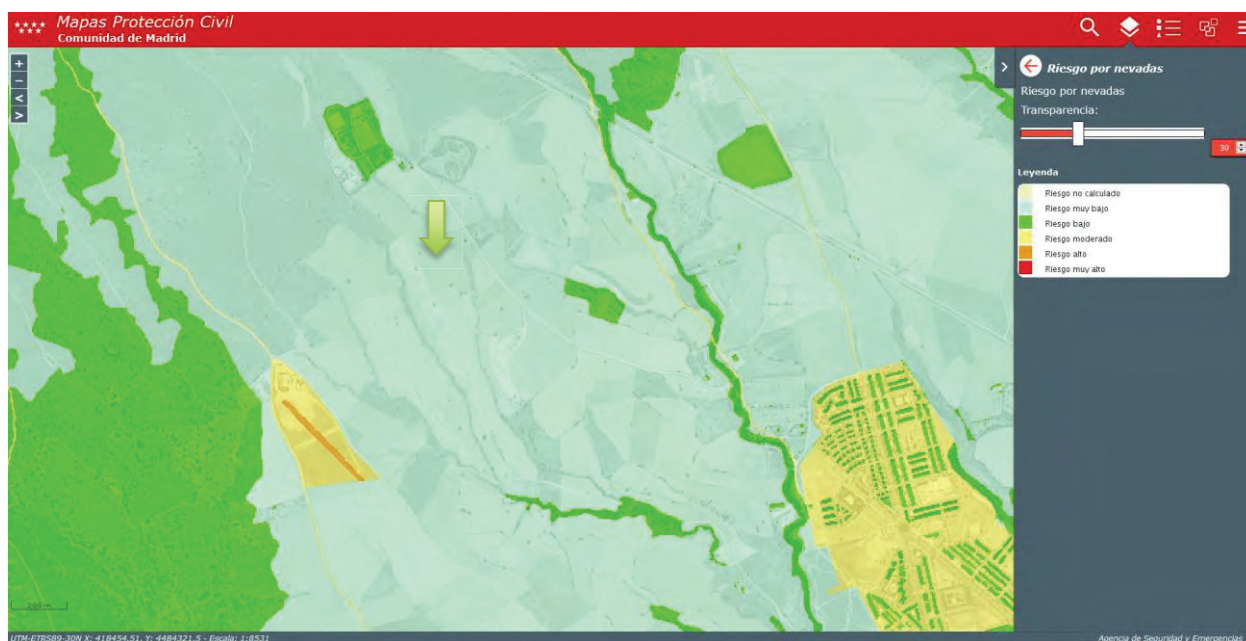 Mapas Protección Civil
Comunidad de Madrid
+
−
<
>
>
Riesgo por nevadas
Riesgo por nevadas
Transparencia:
30
Leyenda
Riesgo no calculado
Riesgo muy bajo
Riesgo bajo
Riesgo moderado
Riesgo alto
Riesgo muy alto
200 m
UTM-ETRS89-30N X: 418454.51, Y: 4484321.5 - Escala: 1:8531
Agencia de Seguridad y Emergencias